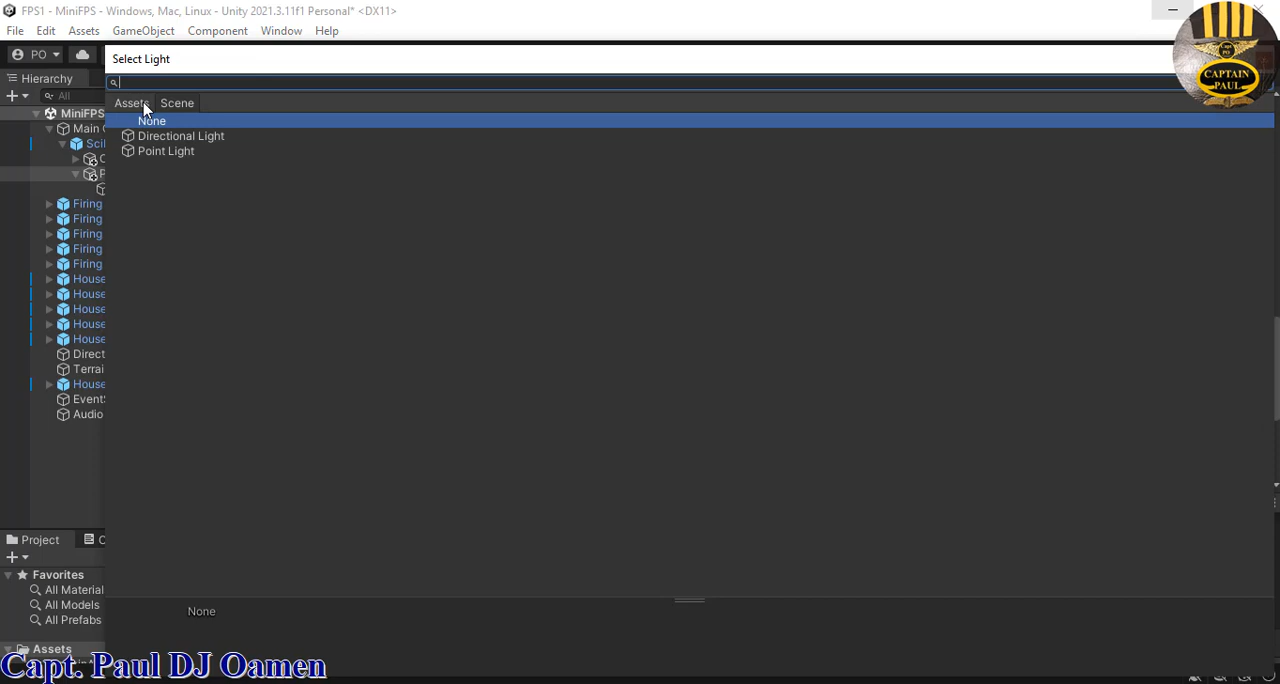 FPS1 - MiniFPS - Windows, Mac, Linux - Unity 2021.3.11f1 Personal* <DX11>
File Edit Assets GameObject Component Window Help
PO
Select Light
Hierarchy
All
Assets Scene
MiniFPS
None
Main
Directional Light
Point Light
Firing
Firing
Firing
Firing
Firing
House
House
House
House
House
Direct
Terrai
House
EventS
Audio
Project
Favorites
All Material
All Models
All Prefabs
None
Assets
Capt. Paul DJ Oamen
Capt PO
CAPTAIN
PAUL